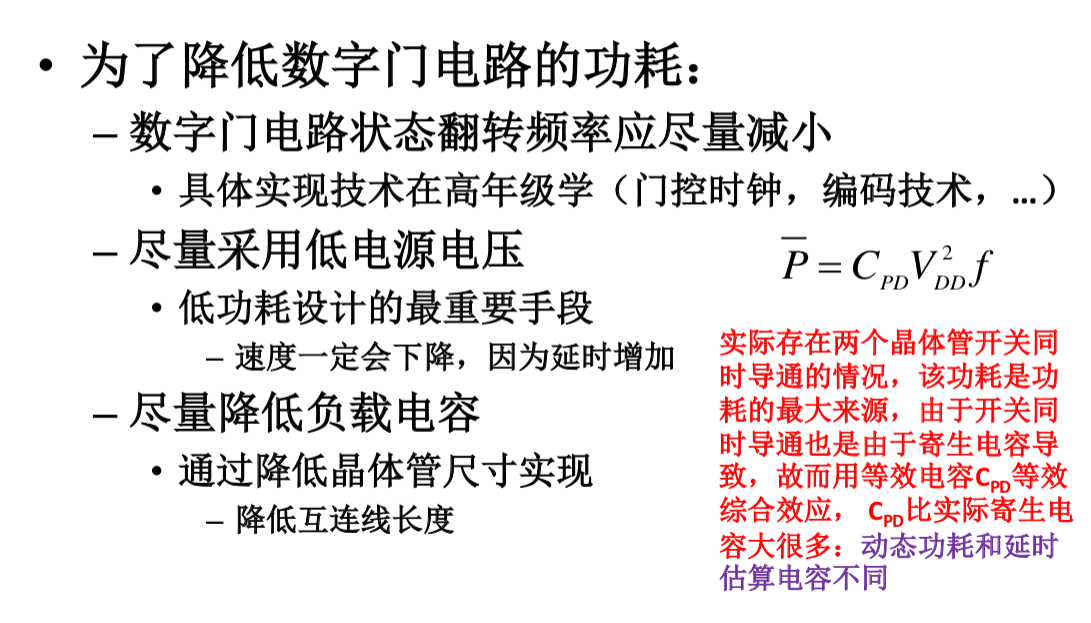 • 为了降低数字门电路的功耗：
– 数字门电路状态翻转频率应尽量减小
• 具体实现技术在高年级学（门控时钟，编码技术，…）
– 尽量采用低电源电压
• 低功耗设计的最重要手段
– 速度一定会下降，因为延时增加
– 尽量降低负载电容
• 通过降低晶体管尺寸实现
– 降低互连线长度
P̅ = C_PD V_DD^2 f
实际存在两个晶体管开关同
时导通的情况，该功耗是功
耗的最大来源，由于开关同
时导通也是由于寄生电容导
致，故而用等效电容C_PD等效
综合效应， C_PD比实际寄生电
容大很多：动态功耗和延时
估算电容不同